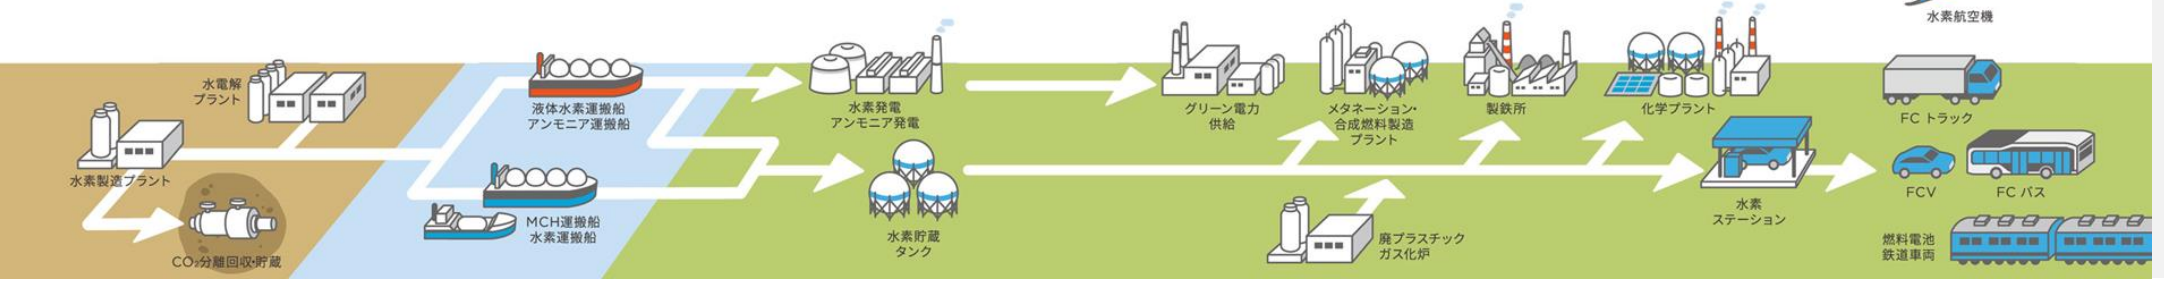 水電解
プラント
水素製造プラント
CO₂分離回収・貯蔵
液体水素運搬船
アンモニア運搬船
MCH運搬船
水素運搬船
水素発電
アンモニア発電
水素貯蔵
タンク
グリーン電力
供給
メタネーション・
合成燃料製造
プラント
製鉄所
化学プラント
廃プラスチック
ガス化炉
水素
ステーション
水素航空機
FC トラック
FCV
FC バス
燃料電池
鉄道車両